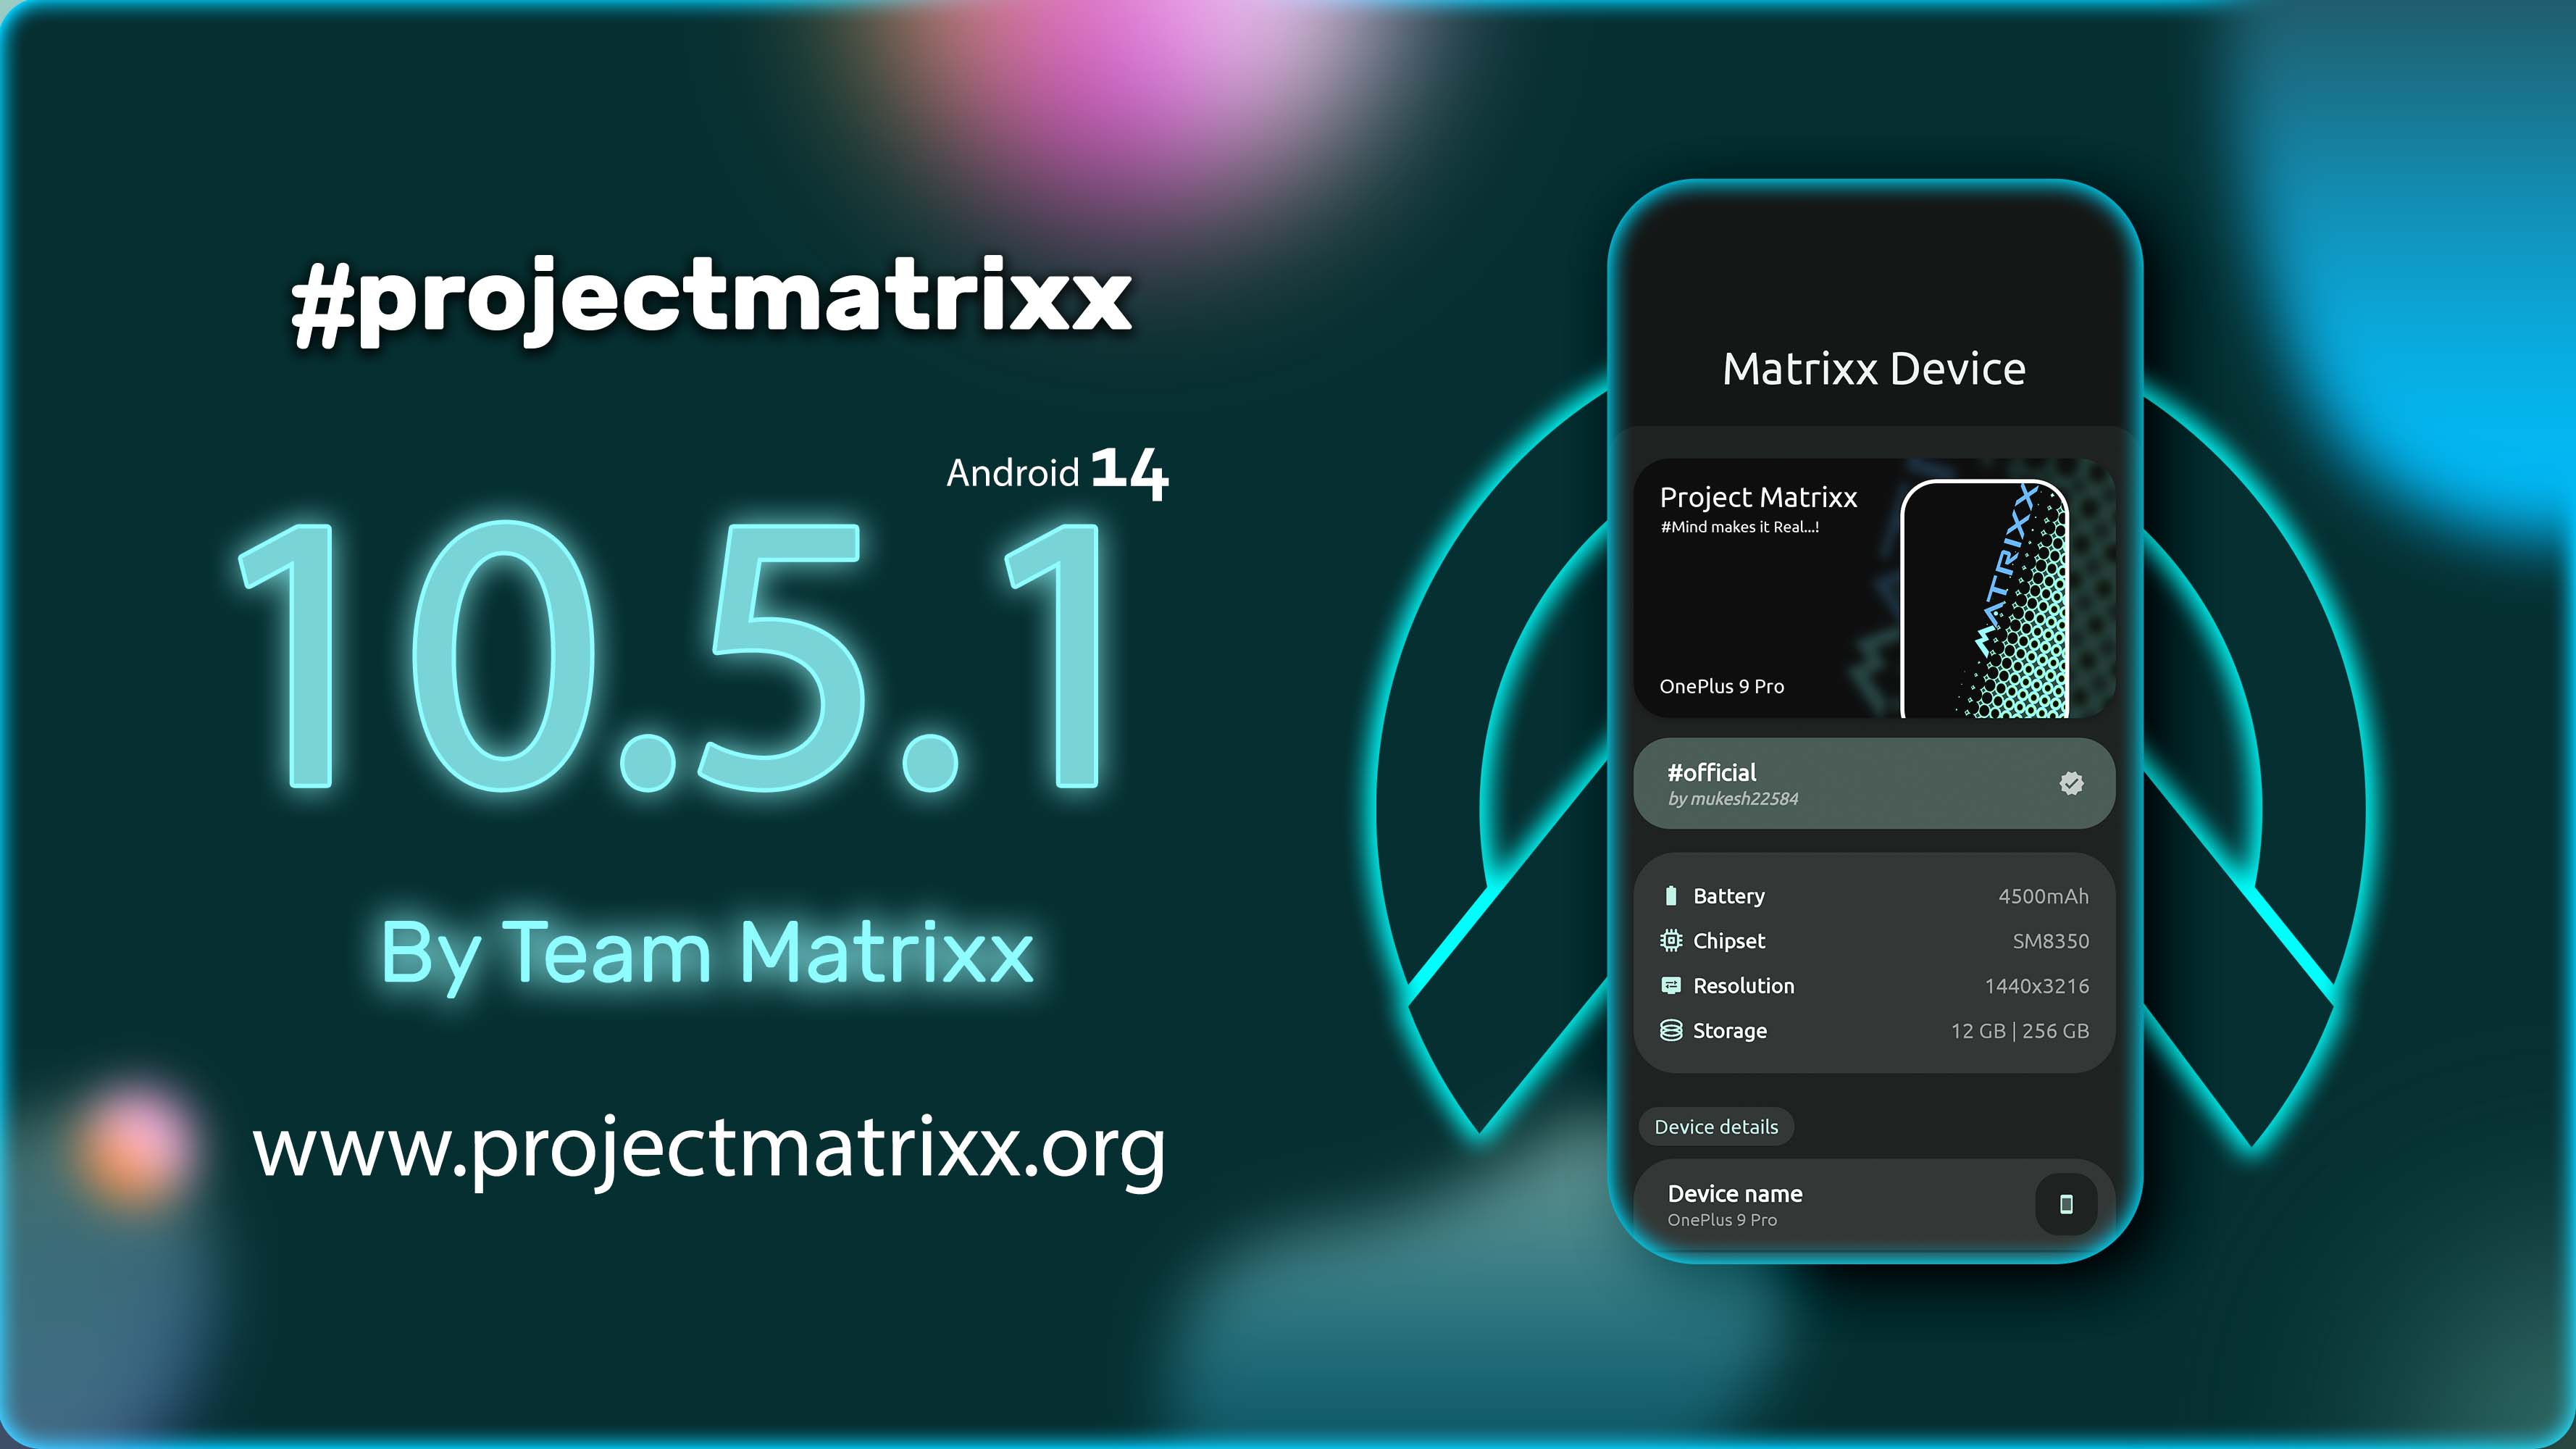 #projectmatrixx
Android 14
10.5.1
By Team Matrixx
www.projectmatrixx.org
Matrixx Device
Project Matrixx
#Mind makes it Real...!
MATRIXX
OnePlus 9 Pro
#official
by mukesh22584
Battery 4500mAh
Chipset SM8350
Resolution 1440x3216
Storage 12 GB | 256 GB
Device details
Device name
OnePlus 9 Pro